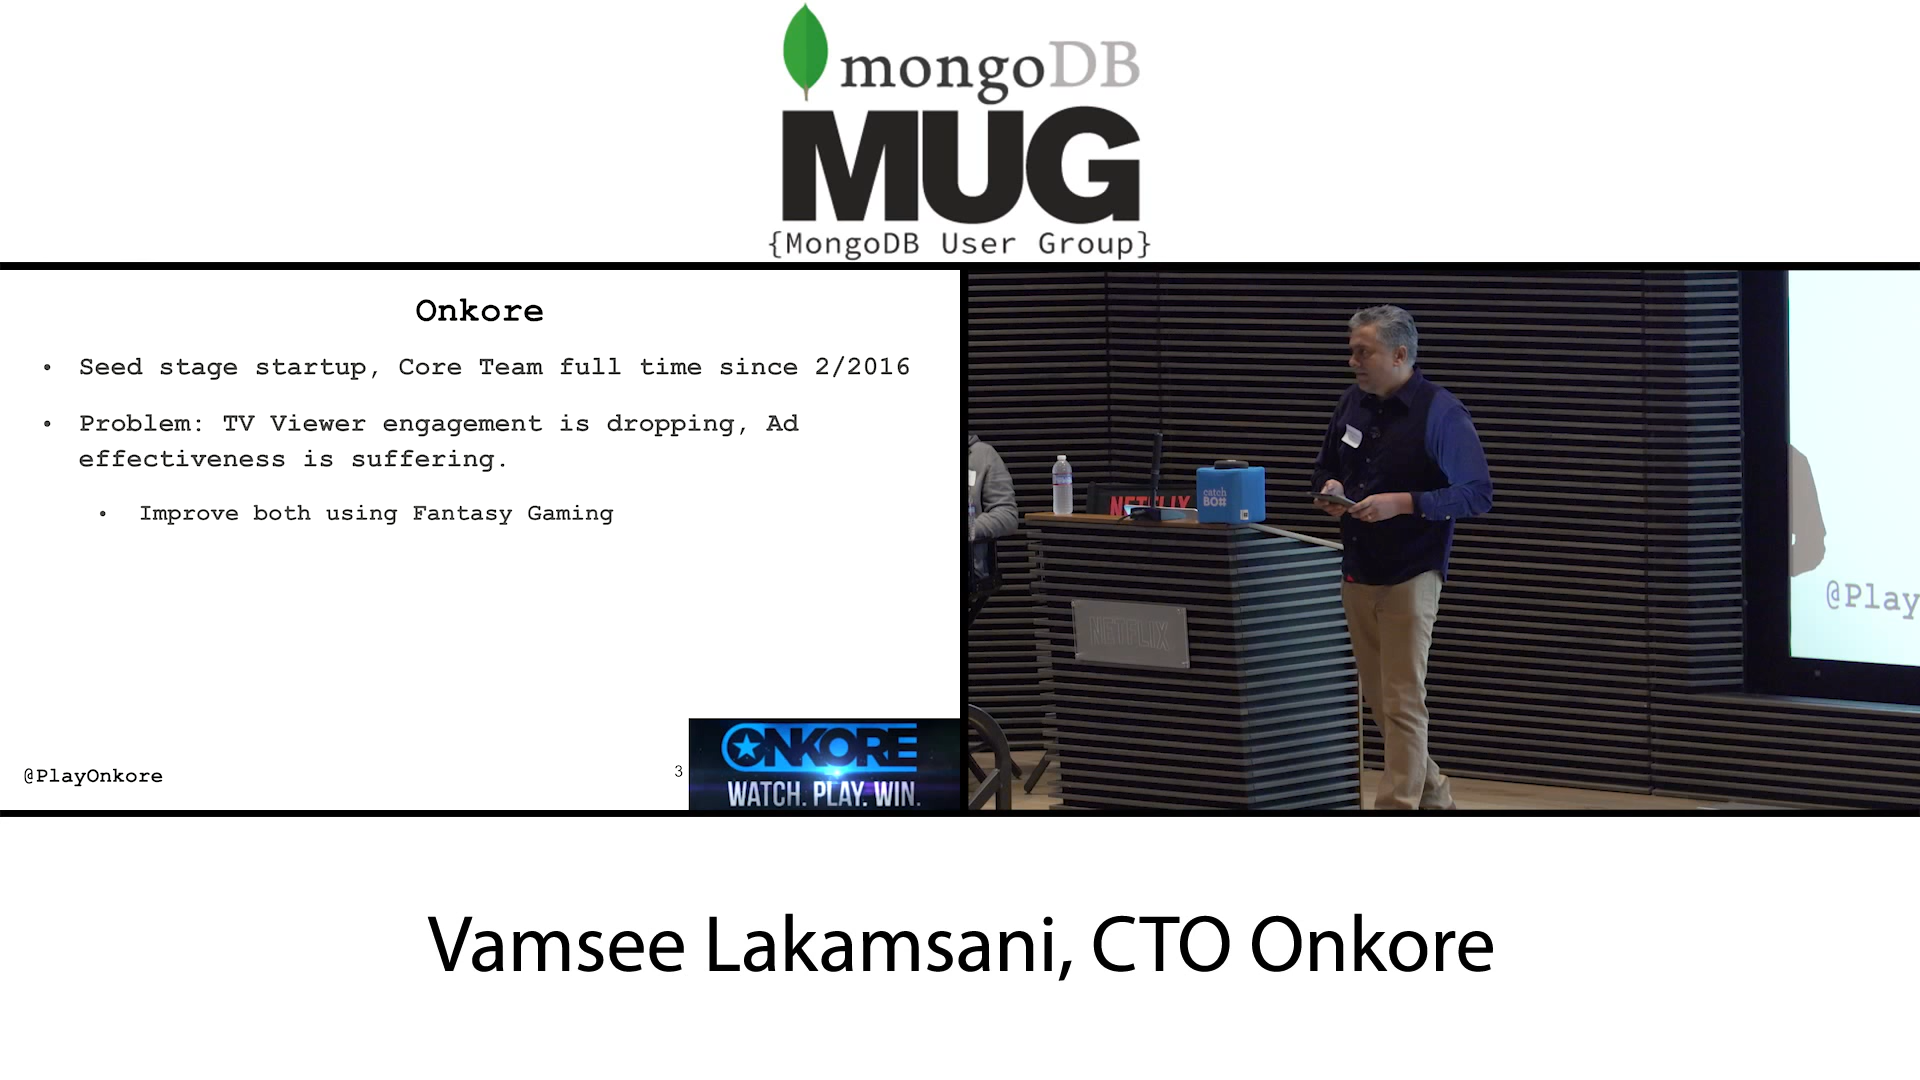 mongoDB
MUG
{MongoDB User Group}
Onkore
• Seed stage startup, Core Team full time since 2/2016
• Problem: TV Viewer engagement is dropping, Ad
effectiveness is suffering.
• Improve both using Fantasy Gaming
@PlayOnkore
3
ONKORE
WATCH. PLAY. WIN.
NETFLIX
catch
BOX
NETFLIX
@Play
Vamsee Lakamsani, CTO Onkore